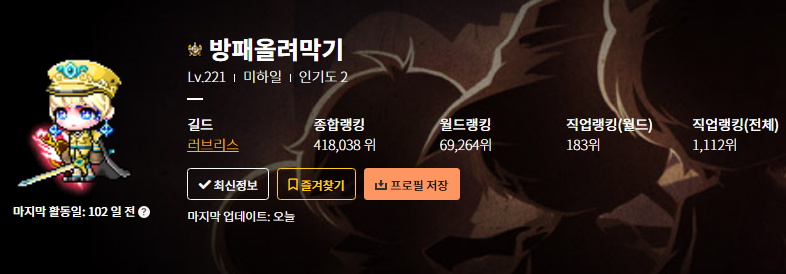 방패올려막기
Lv.221 | 미하일 | 인기도 2
길드 종합랭킹 월드랭킹 직업랭킹(월드) 직업랭킹(전체)
러브리스 418,038 위 69,264위 183위 1,112위
최신정보 즐겨찾기 프로필 저장
마지막 활동일: 102 일 전 ?
마지막 업데이트: 오늘